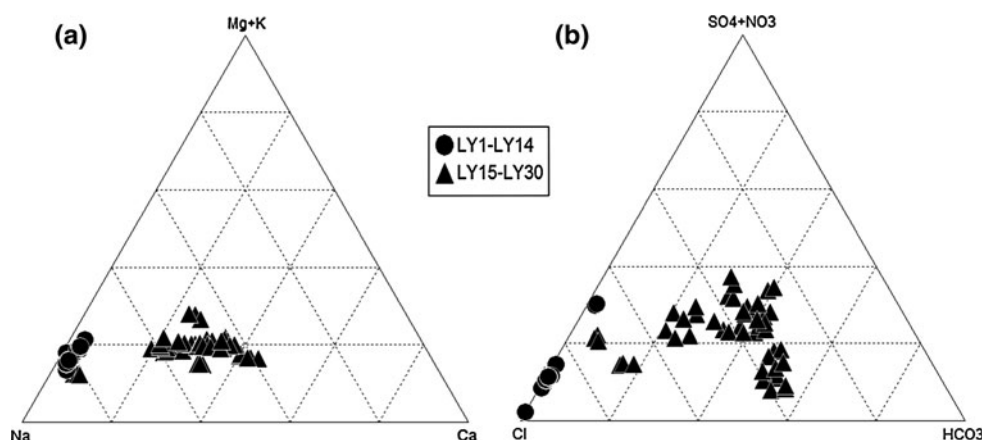 (a)
Mg+K
Na
Ca
LY1-LY14
LY15-LY30
(b)
SO4+NO3
Cl
HCO3